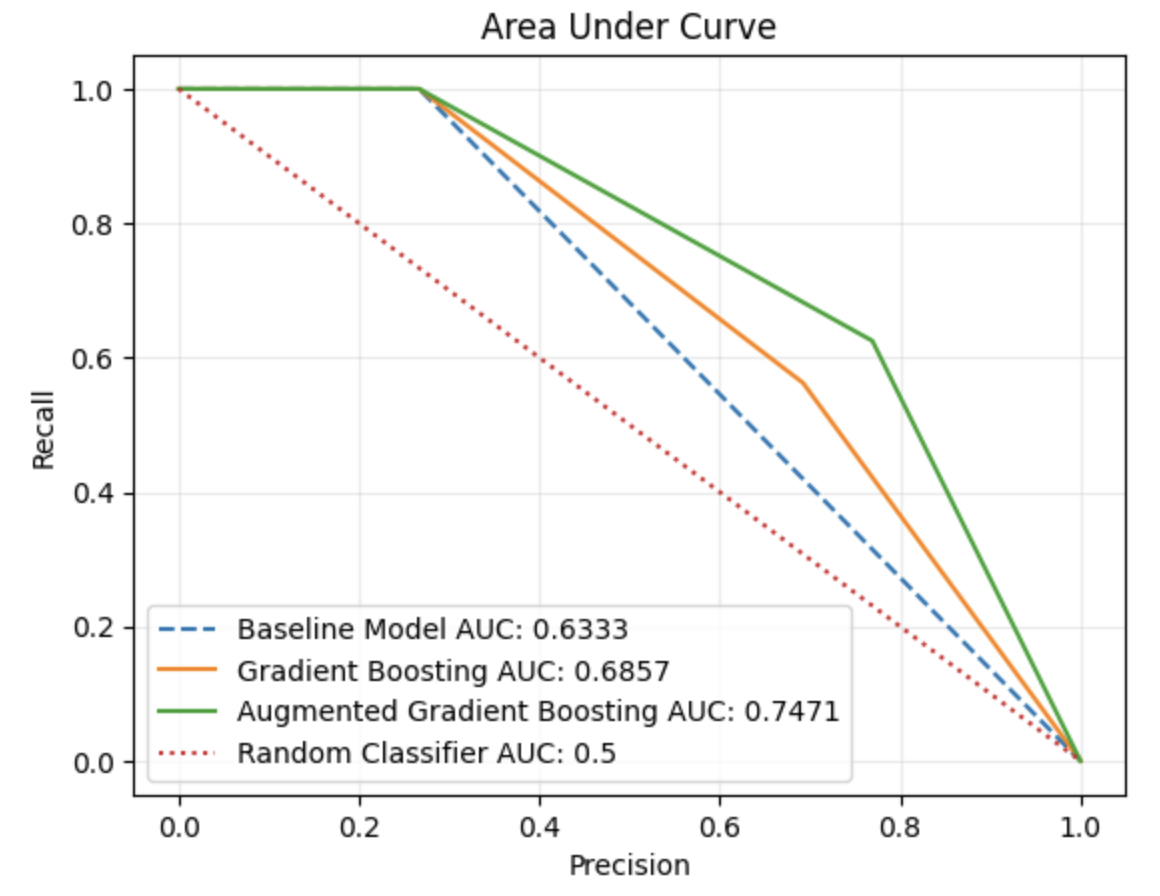 Area Under Curve
Recall
1.0
0.8
0.6
0.4
0.2
0.0
Baseline Model AUC: 0.6333
Gradient Boosting AUC: 0.6857
Augmented Gradient Boosting AUC: 0.7471
Random Classifier AUC: 0.5
0.0 0.2 0.4 0.6 0.8 1.0
Precision